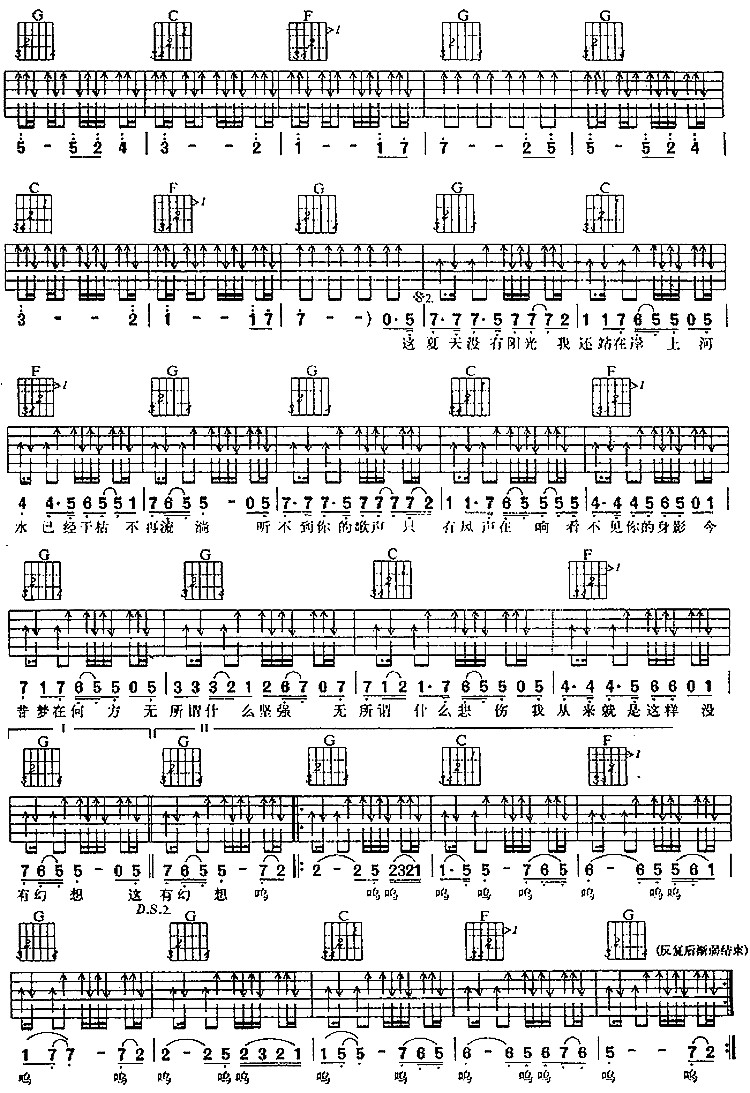 G C F G G
5 - 5 2 4 | 3 - - 2 | 1 - - 1 7 | 7 - - 2 5 | 5 - 5 2 4 |
C F G G C
3 - - 2 | 1 - - 1 7 | 7 - - ) 0·5 | 7·7 7·5 7 7 7 2 | 1 1 7 6 5 5 0 5 |
这 夏天没有阳光 我 还站在岸 上 河
F G G C F
4 4·5 6 5 5 1 | 7 6 5 5 - 0 5 | 7·7 7·5 7 7 7 7 2 | 1 1·7 6 5 5 5 5 | 4·4 4 5 6 5 0 1 |
水 已经干枯 不 再流 淌 听 不到你的歌声 只 有风声在 响 看 不见你的身影 今
G G C F
7 1 7 6 5 5 0 5 | 3 3 3 2 1 2 6 7 0 7 | 7 1 2 1·7 6 5 5 0 5 | 4·4 4·5 6 6 0 1 |
昔梦在何 方 无 所谓什 么坚强 无 所谓 什么悲 伤 我 从来就是这样 没
G G G C F
7 6 5 5 - 0 5 || 7 6 5 5 - 7 2 ||: 2 - 2 5 2321 | 1·5 5 - 7 6 5 | 6 - 6 5 5 6 1 |
有幻 想 这 有幻 想 呜 呜呜 呜 呜 呜 呜 呜呜
D.S.2
G G C F G (反复后渐弱结束)
1 7 7 - 7 2 | 2 - 2 5 2 3 2 1 | 1 5 5 - 7 6 5 | 6 - 6 5 6 7 6 | 5 - - 7 2 :||
呜 呜 呜 呜呜 呜 呜 呜 呜呜 呜 呜